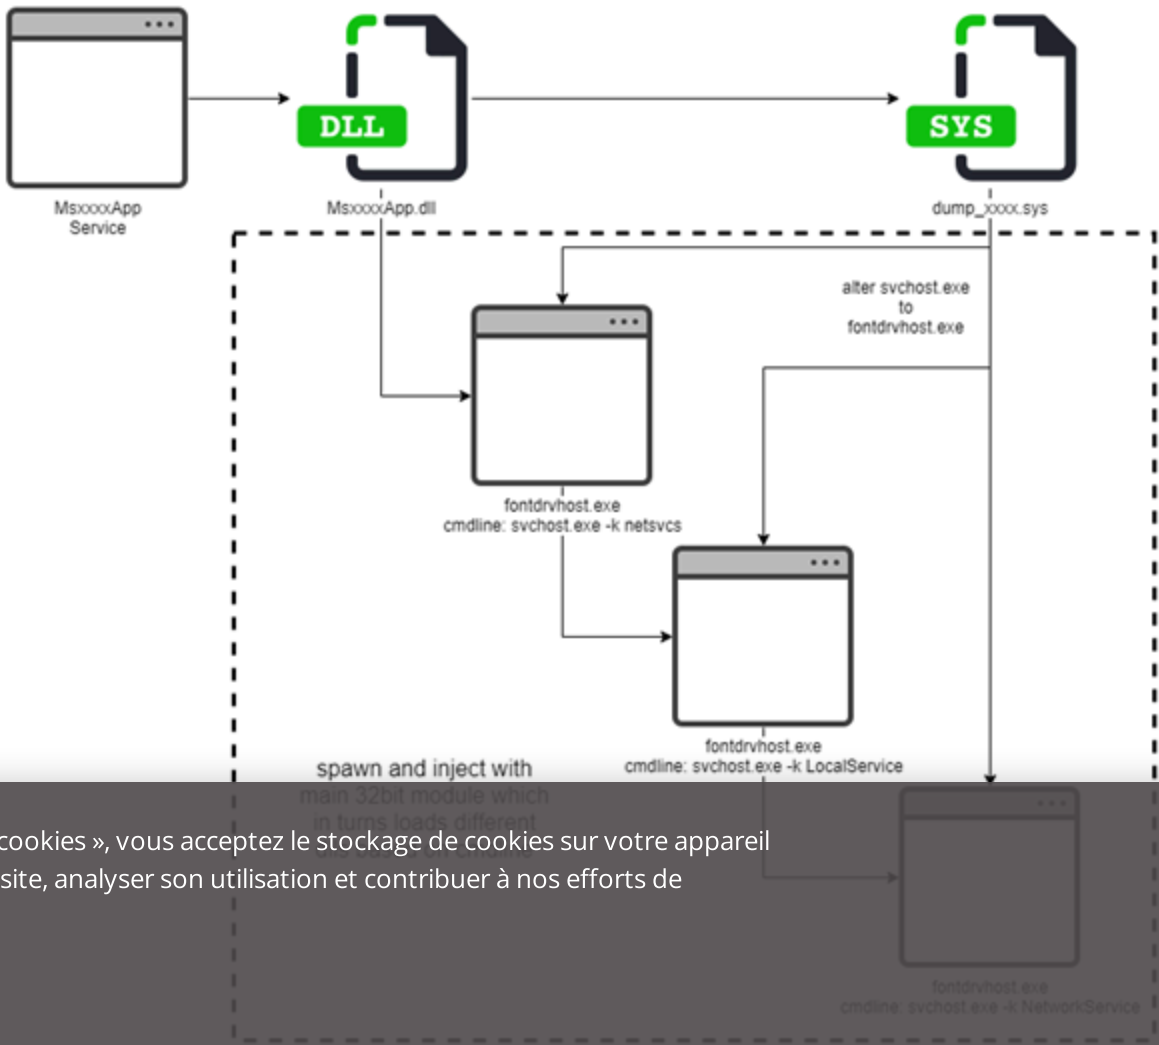 DLL
SYS
MsxxxxApp
Service
MsxxxxApp.dll
dump_xxxx.sys
alter svchost.exe
to
fontdrvhost.exe
fontdrvhost.exe
cmdline: svchost.exe -k netsvcs
fontdrvhost.exe
cmdline: svchost.exe -k LocalService
spawn and inject with
main 32bit module which
in turns loads different
cookies », vous acceptez le stockage de cookies sur votre appareil
site, analyser son utilisation et contribuer à nos efforts de
fontdrvhost.exe
cmdline: svchost.exe -k NetworkService